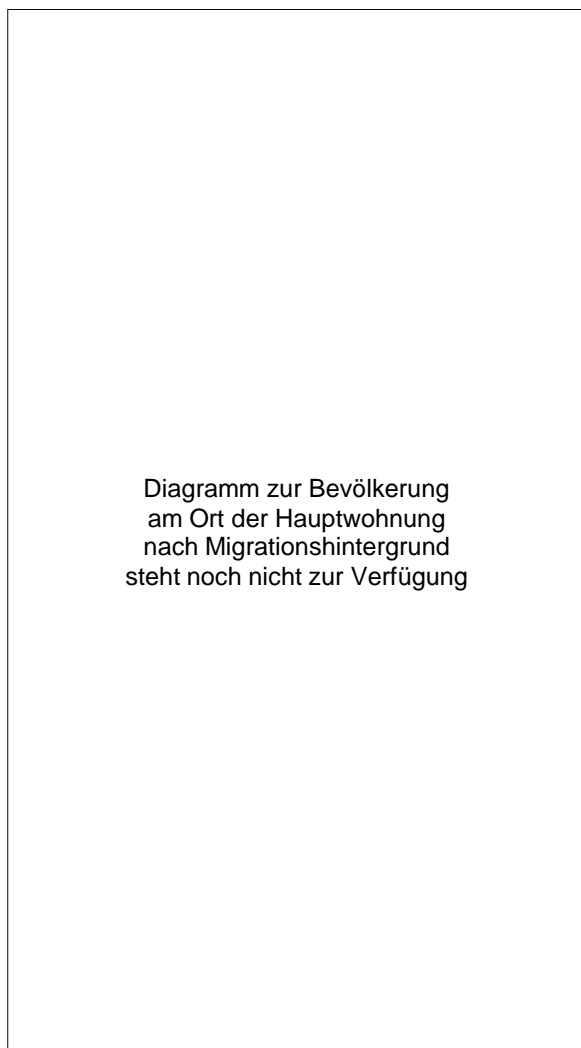 Diagramm zur Bevölkerung
am Ort der Hauptwohnung
nach Migrationshintergrund
steht noch nicht zur Verfügung